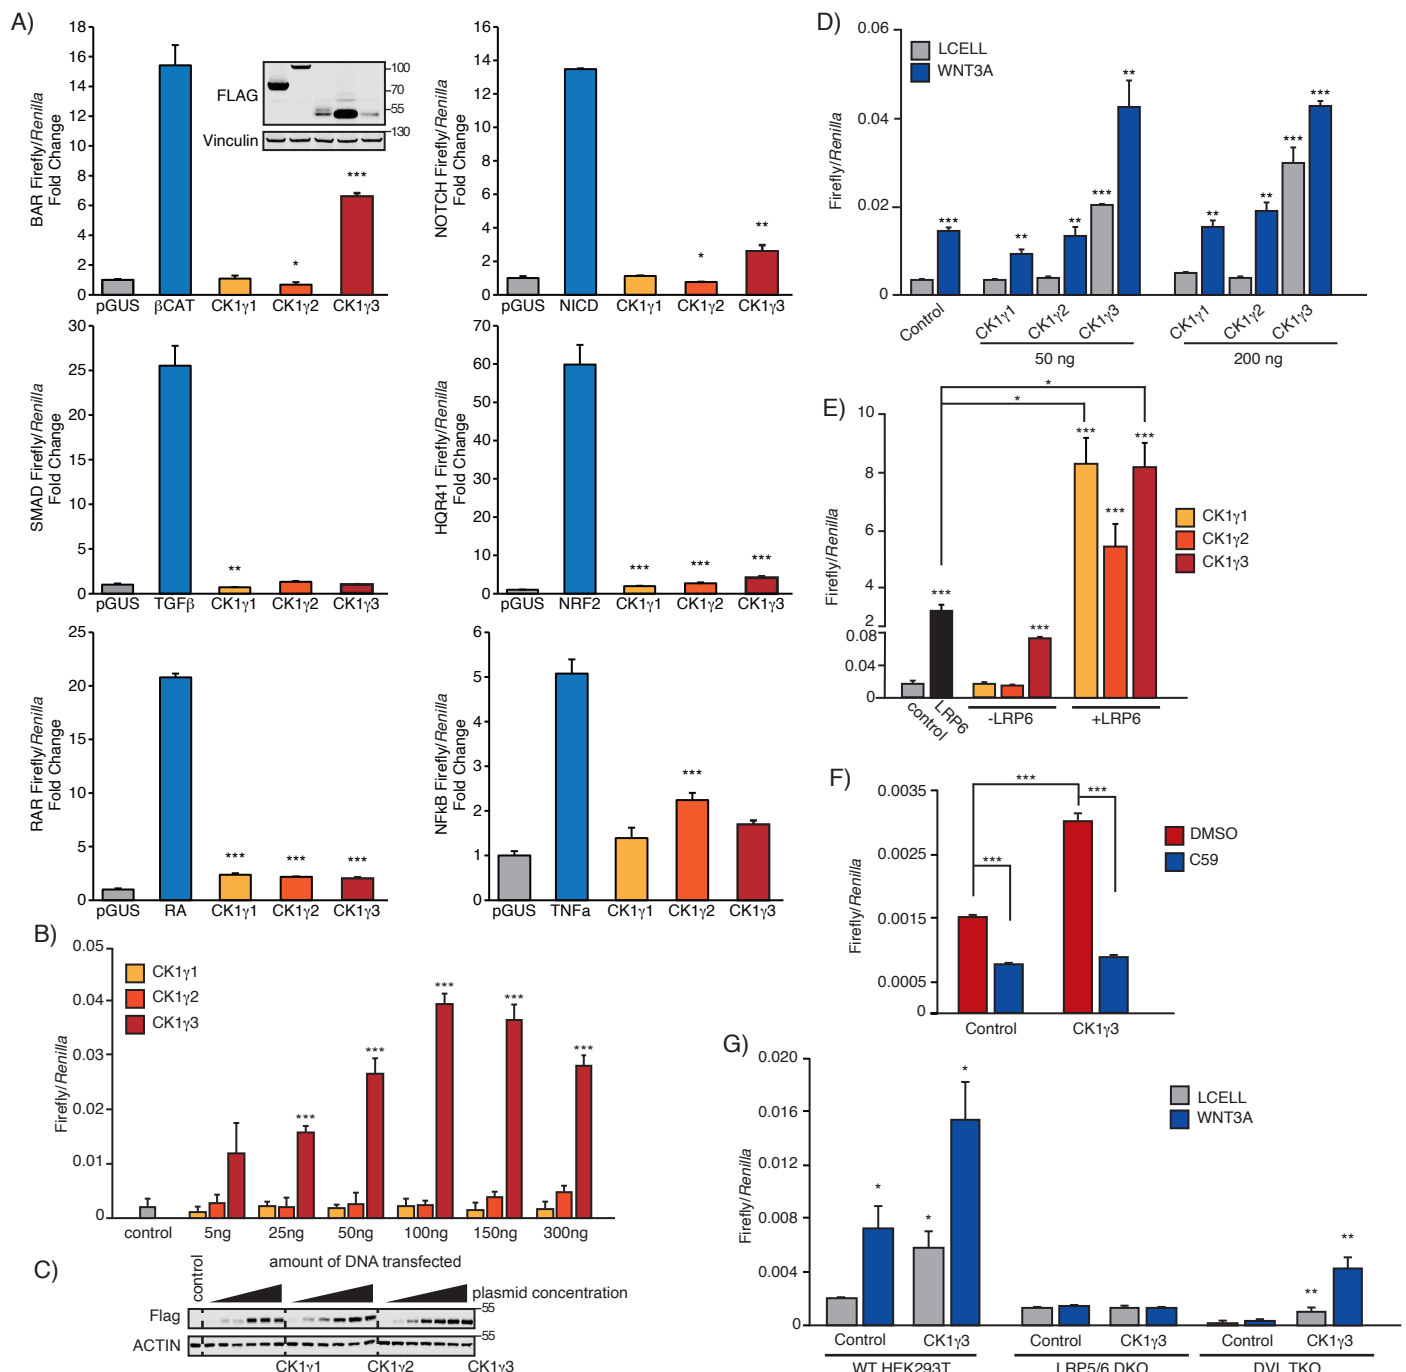 A)
BAR Firefly/Renilla
Fold Change
18
16
14
12
10
8
6
4
2
0
FLAG
Vinculin
100
70
55
130
*
***
pGUS βCAT CK1γ1 CK1γ2 CK1γ3
NOTCH Firefly/Renilla
Fold Change
16
14
12
10
8
6
4
2
0
*
**
pGUS NICD CK1γ1 CK1γ2 CK1γ3
SMAD Firefly/Renilla
Fold Change
30
25
20
15
10
5
0
**
pGUS TGFβ CK1γ1 CK1γ2 CK1γ3
HQR41 Firefly/Renilla
Fold Change
70
60
50
40
30
20
10
0
*** *** ***
pGUS NRF2 CK1γ1 CK1γ2 CK1γ3
RAR Firefly/Renilla
Fold Change
25
20
15
10
5
0
*** *** ***
pGUS RA CK1γ1 CK1γ2 CK1γ3
NFkB Firefly/Renilla
Fold Change
6
5
4
3
2
1
0
***
pGUS TNFa CK1γ1 CK1γ2 CK1γ3
B)
Firefly/Renilla
0.05
0.04
0.03
0.02
0.01
0
CK1γ1
CK1γ2
CK1γ3
*** *** *** *** ***
control 5ng 25ng 50ng 100ng 150ng 300ng
amount of DNA transfected
C)
control
plasmid concentration
Flag
55
ACTIN
55
CK1γ1 CK1γ2 CK1γ3
D)
Firefly/Renilla
0.06
0.04
0.02
0
LCELL
WNT3A
*** ** ** *** ** ** ** *** ***
Control CK1γ1 CK1γ2 CK1γ3 CK1γ1 CK1γ2 CK1γ3
50 ng 200 ng
E)
Firefly/Renilla
10
8
6
4
2
0.08
0.04
0
*
*
*** *** *** *** ***
CK1γ1
CK1γ2
CK1γ3
control LRP6 -LRP6 +LRP6
F)
Firefly/Renilla
0.0035
0.0025
0.0015
0.0005
0
***
***
***
DMSO
C59
Control CK1γ3
G)
Firefly/Renilla
0.020
0.016
0.012
0.008
0.004
0
LCELL
WNT3A
* * * ** **
Control CK1γ3 Control CK1γ3 Control CK1γ3
WT HEK293T LRP5/6 DKO DVL TKO